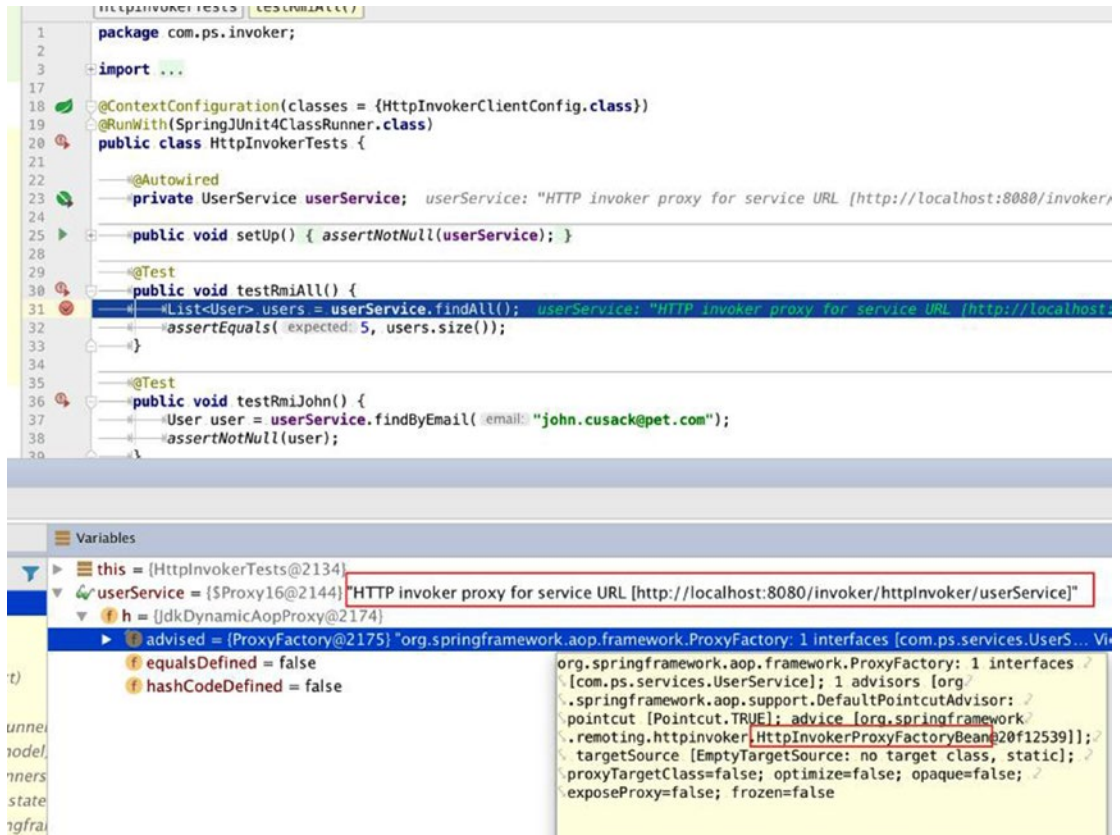 HttpInvokerTests testRmiAll()
1 package com.ps.invoker;
2
3 import ...
17
18 @ContextConfiguration(classes = {HttpInvokerClientConfig.class})
19 @RunWith(SpringJUnit4ClassRunner.class)
20 public class HttpInvokerTests {
21
22 @Autowired
23 private UserService userService; userService: "HTTP invoker proxy for service URL [http://localhost:8080/invoker/
24
25 public void setUp() { assertNotNull(userService); }
28
29 @Test
30 public void testRmiAll() {
31 List<User> users = userService.findAll(); userService: "HTTP invoker proxy for service URL [http://localhost:
32 assertEquals( expected: 5, users.size());
33 }
34
35 @Test
36 public void testRmiJohn() {
37 User user = userService.findByEmail( email: "john.cusack@pet.com");
38 assertNotNull(user);
39 }
Variables
this = {HttpInvokerTests@2134}
userService = {$Proxy16@2144} "HTTP invoker proxy for service URL [http://localhost:8080/invoker/httpInvoker/userService]"
h = {JdkDynamicAopProxy@2174}
advised = {ProxyFactory@2175} "org.springframework.aop.framework.ProxyFactory: 1 interfaces [com.ps.services.UserS... Vi
equalsDefined = false
hashCodeDefined = false
org.springframework.aop.framework.ProxyFactory: 1 interfaces
[com.ps.services.UserService]; 1 advisors [org
.springframework.aop.support.DefaultPointcutAdvisor:
pointcut [Pointcut.TRUE]; advice [org.springframework
.remoting.httpinvoker.HttpInvokerProxyFactoryBean@20f12539]];
targetSource [EmptyTargetSource: no target class, static];
proxyTargetClass=false; optimize=false; opaque=false;
exposeProxy=false; frozen=false